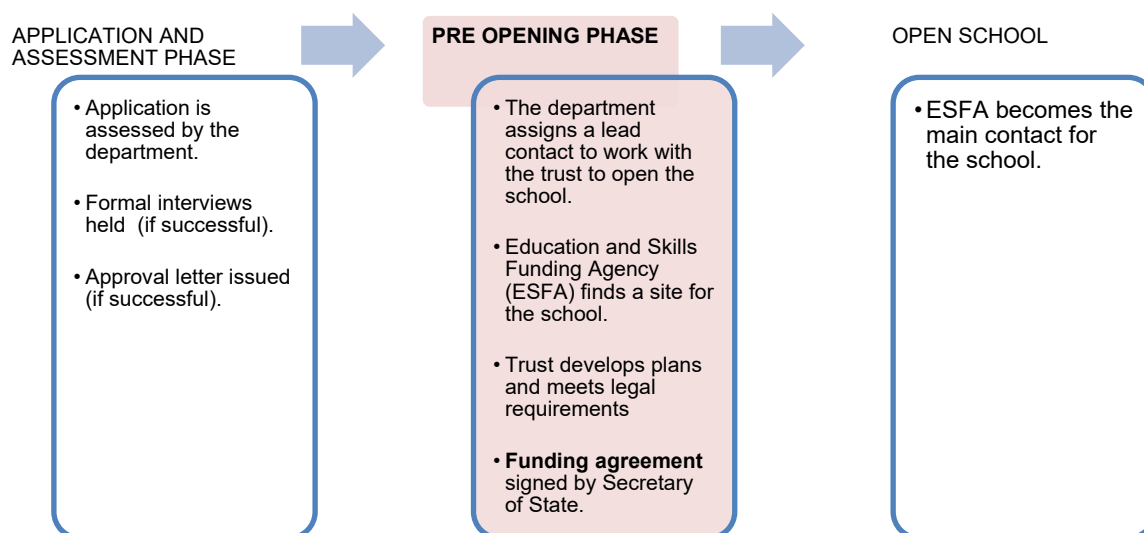 APPLICATION AND
ASSESSMENT PHASE
• Application is
assessed by the
department.
• Formal interviews
held (if successful).
• Approval letter issued
(if successful).
PRE OPENING PHASE
• The department
assigns a lead
contact to work with
the trust to open the
school.
• Education and Skills
Funding Agency
(ESFA) finds a site for
the school.
• Trust develops plans
and meets legal
requirements
• Funding agreement
signed by Secretary
of State.
OPEN SCHOOL
• ESFA becomes the
main contact for
the school.